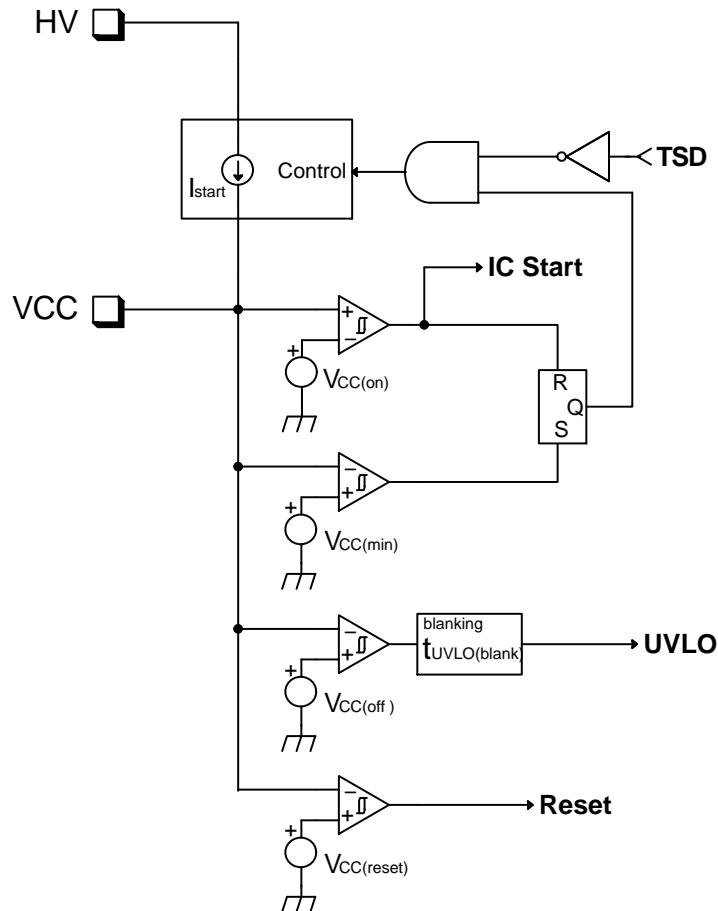 HV
Istart
Control
TSD
IC Start
VCC
+
−
+
VCC(on)
R
Q
S
−
+
+
VCC(min)
−
+
+
VCC(off )
blanking
tUVLO(blank)
UVLO
−
+
+
VCC(reset)
Reset